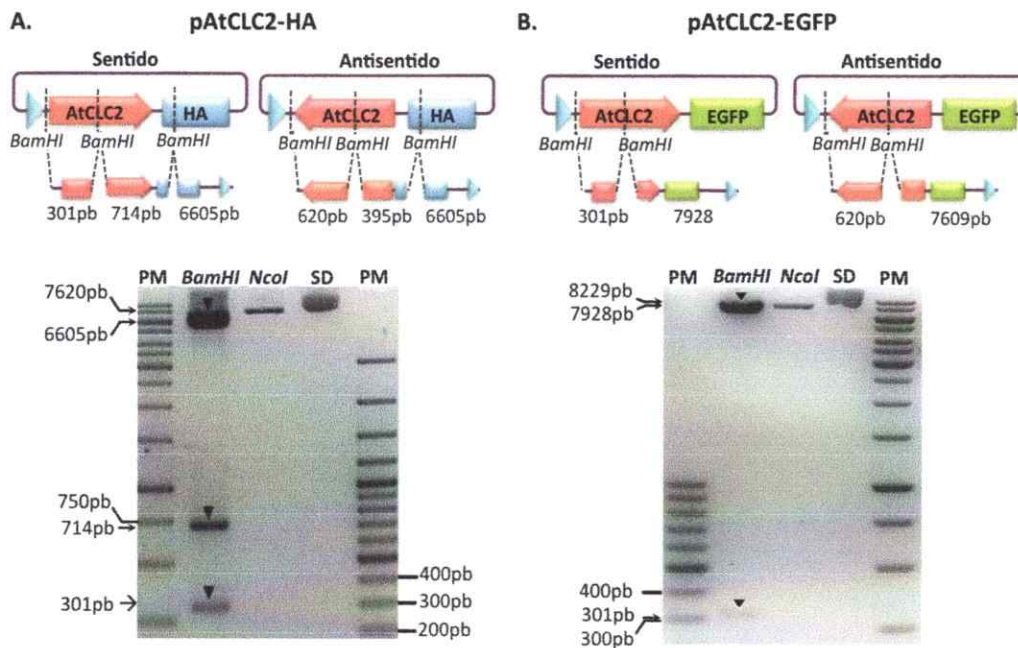 A.
pAtCLC2-HA
Sentido
Antisentido
AtCLC2
HA
AtCLC2
HA
BamHI
BamHI
BamHI
BamHI
BamHI
BamHI
301pb
714pb
6605pb
620pb
395pb
6605pb
PM
BamHI
NcoI
SD
PM
7620pb
6605pb
750pb
714pb
301pb
400pb
300pb
200pb
B.
pAtCLC2-EGFP
Sentido
Antisentido
AtCLC2
EGFP
AtCLC2
EGFP
BamHI
BamHI
BamHI
BamHI
301pb
7928
620pb
7609pb
PM
BamHI
NcoI
SD
PM
8229pb
7928pb
400pb
301pb
300pb